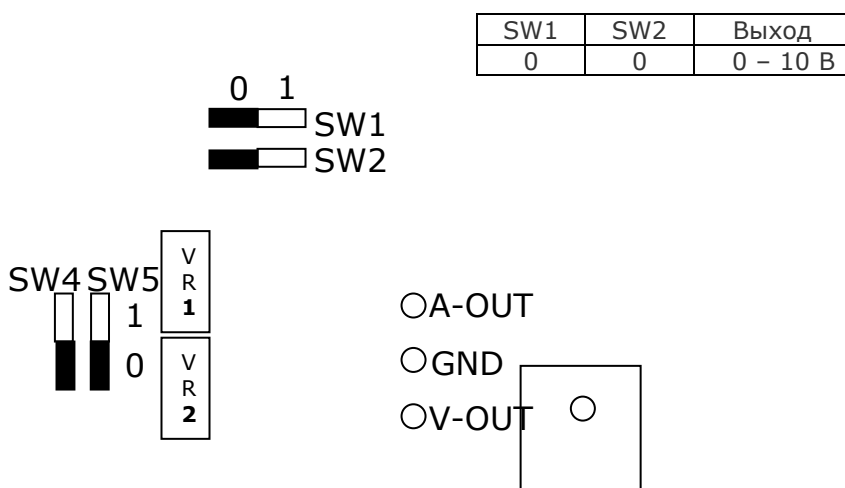 SW1 SW2 Выход
0 0 0 – 10 В
0 1
SW1
SW2
SW4 SW5
1
0
V
R
1
V
R
2
A-OUT
GND
V-OUT